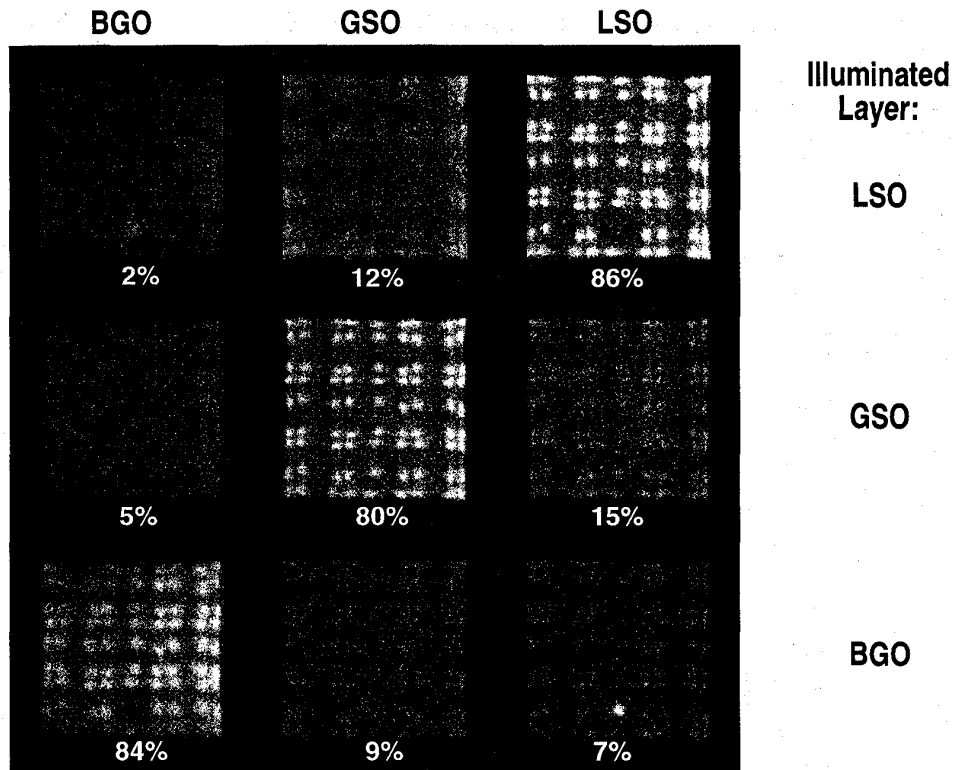 BGO GSO LSO
Illuminated
Layer:
LSO
2% 12% 86%
GSO
5% 80% 15%
BGO
84% 9% 7%